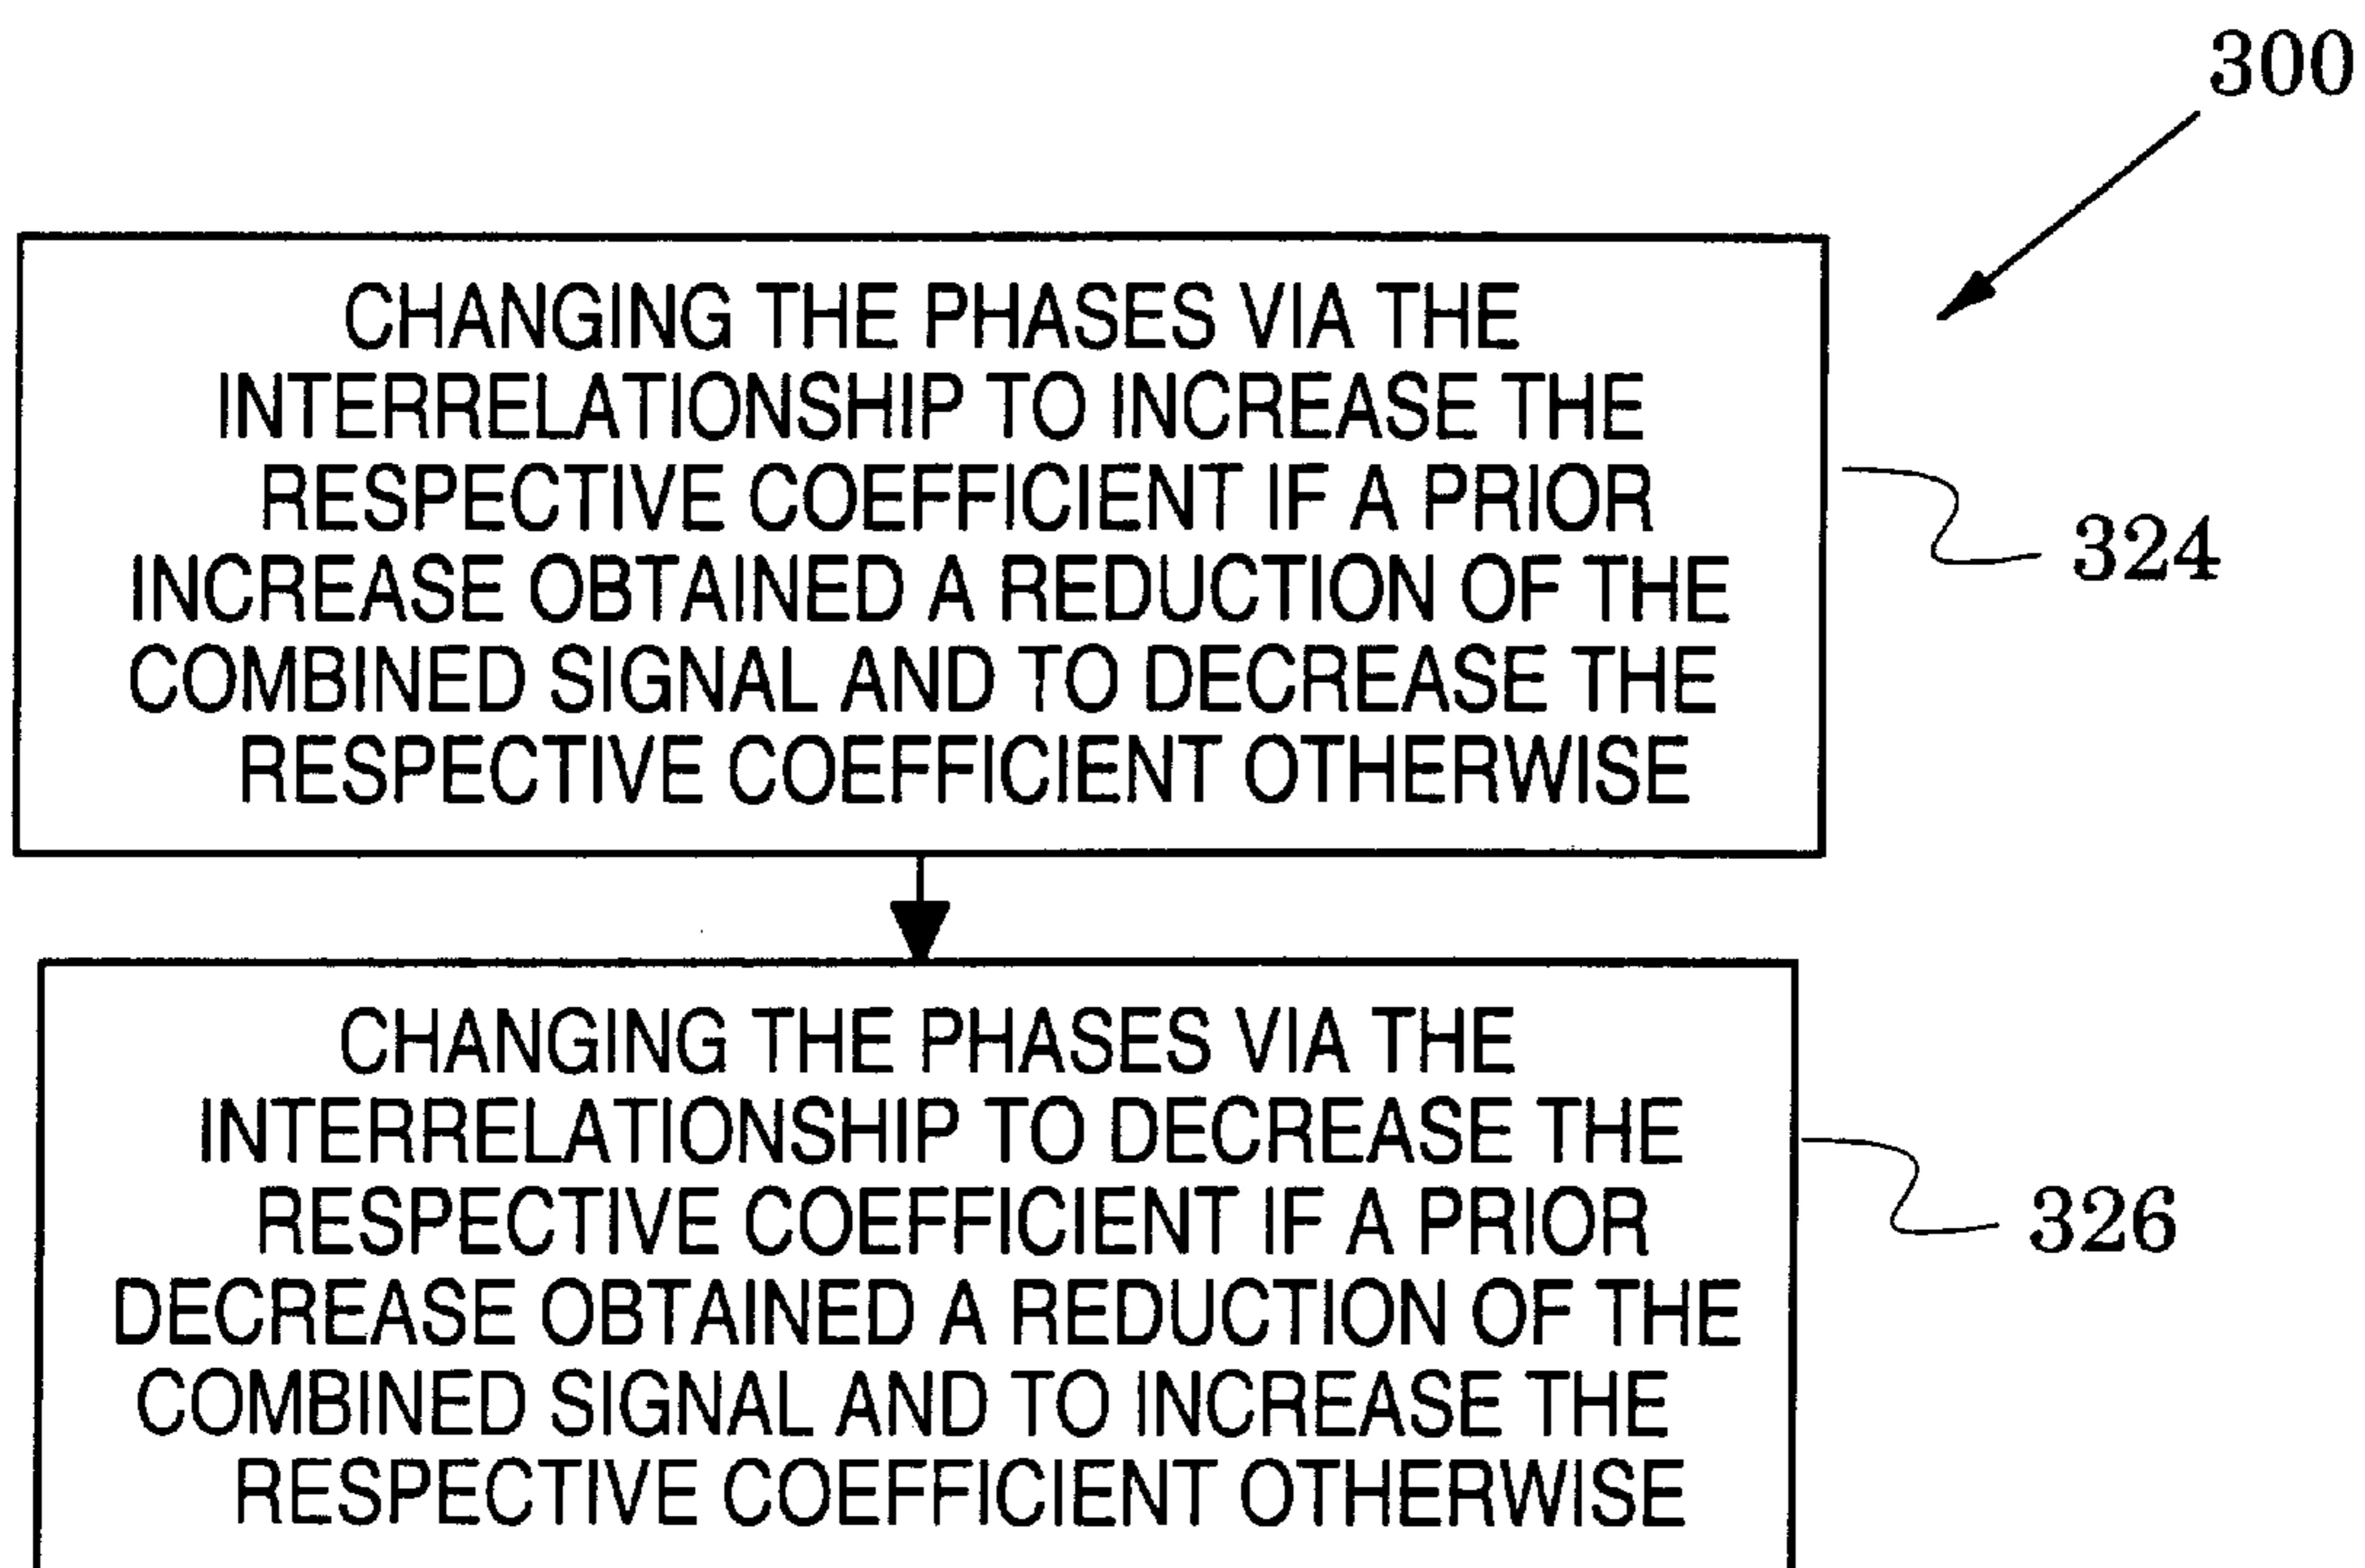 300
CHANGING THE PHASES VIA THE
INTERRELATIONSHIP TO INCREASE THE
RESPECTIVE COEFFICIENT IF A PRIOR
INCREASE OBTAINED A REDUCTION OF THE
COMBINED SIGNAL AND TO DECREASE THE
RESPECTIVE COEFFICIENT OTHERWISE
324
CHANGING THE PHASES VIA THE
INTERRELATIONSHIP TO DECREASE THE
RESPECTIVE COEFFICIENT IF A PRIOR
DECREASE OBTAINED A REDUCTION OF THE
COMBINED SIGNAL AND TO INCREASE THE
RESPECTIVE COEFFICIENT OTHERWISE
326